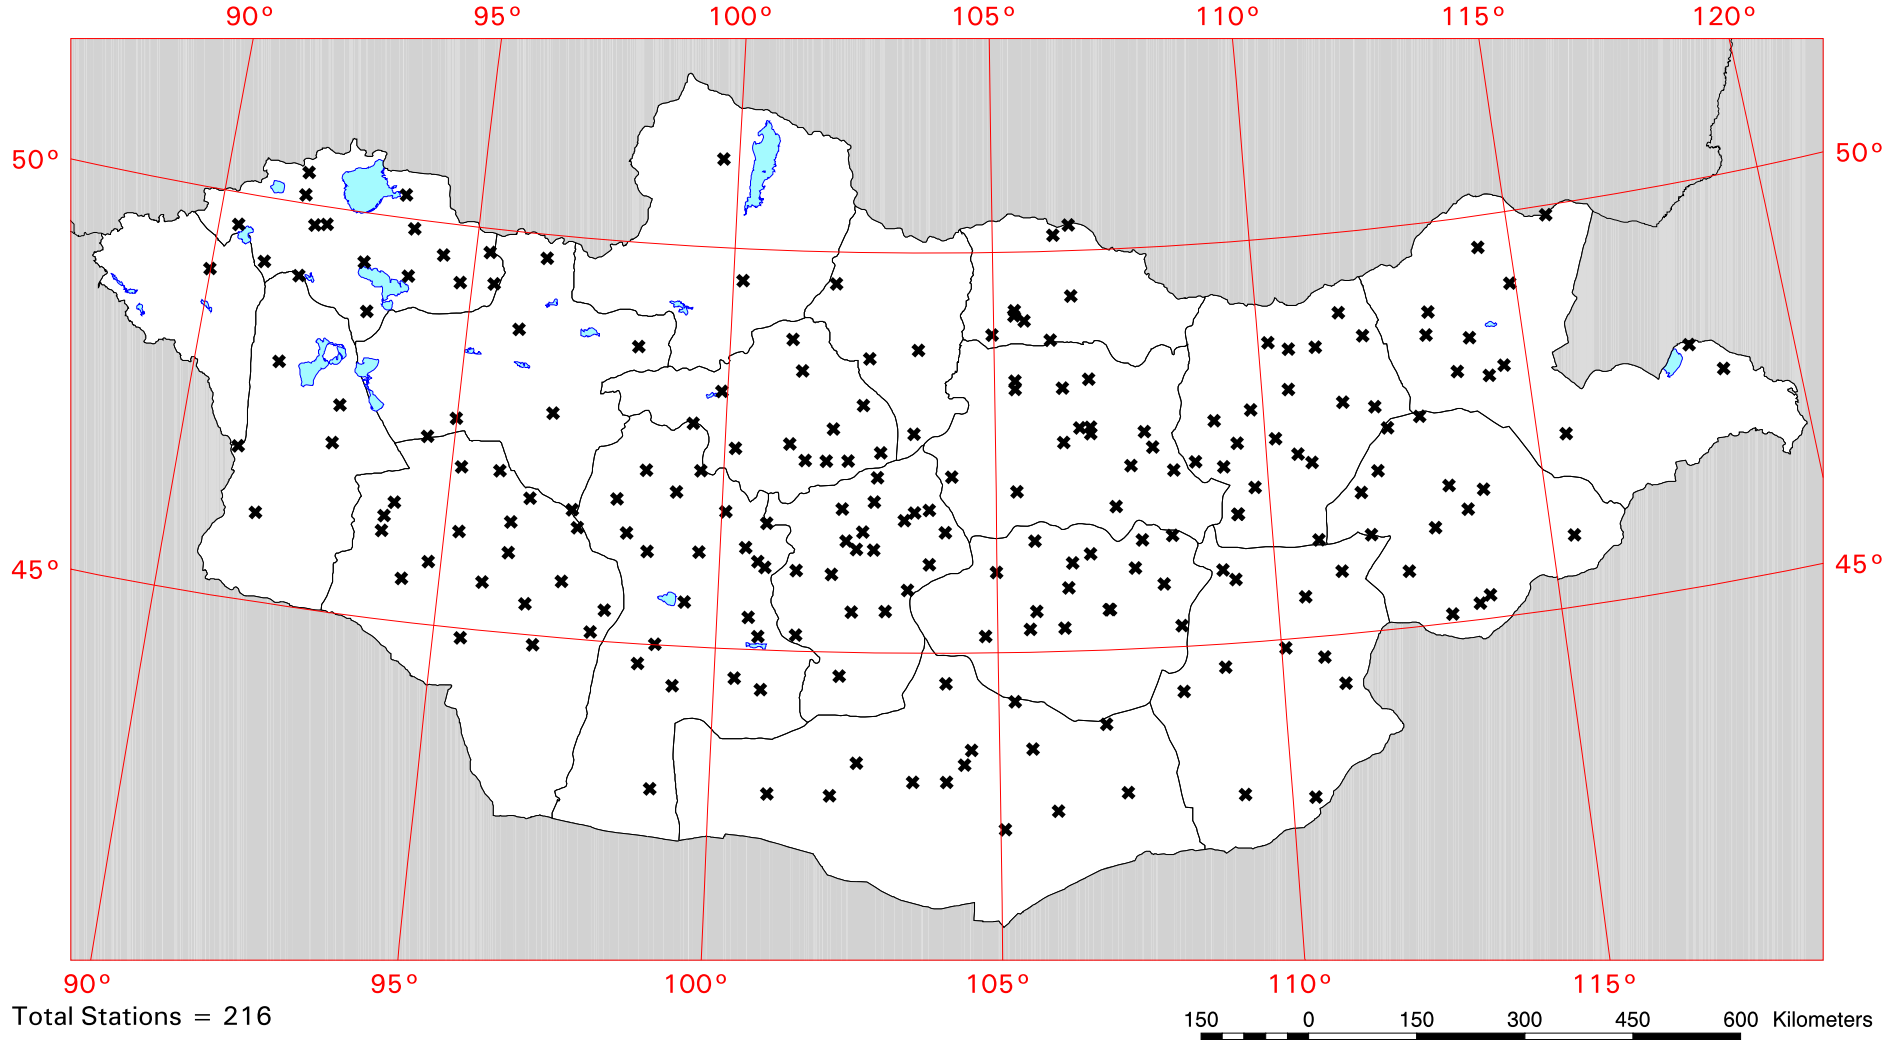 90° 95° 100° 105° 110° 115° 120°
50° 50°
45° 45°
90° 95° 100° 105° 110° 115°
Total Stations = 216
150 0 150 300 450 600 Kilometers